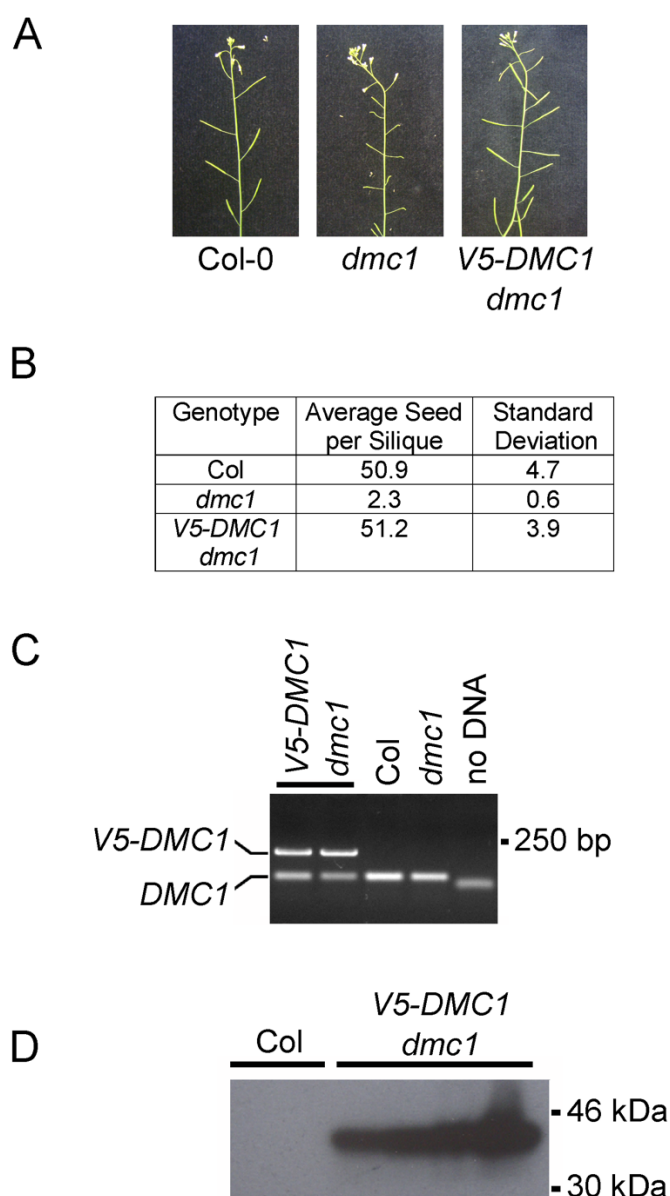 A
Col-0
dmc1
V5-DMC1
dmc1
B
Genotype
Average Seed
per Silique
Standard
Deviation
Col
50.9
4.7
dmc1
2.3
0.6
V5-DMC1
dmc1
51.2
3.9
C
V5-DMC1
dmc1
Col
dmc1
no DNA
V5-DMC1
250 bp
DMC1
D
Col
V5-DMC1
dmc1
46 kDa
30 kDa